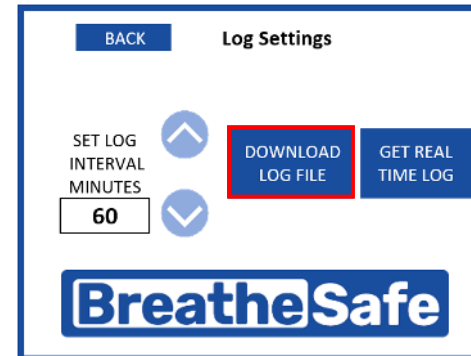 BACK
Log Settings
SET LOG
INTERVAL
MINUTES
60
DOWNLOAD
LOG FILE
GET REAL
TIME LOG
BreatheSafe